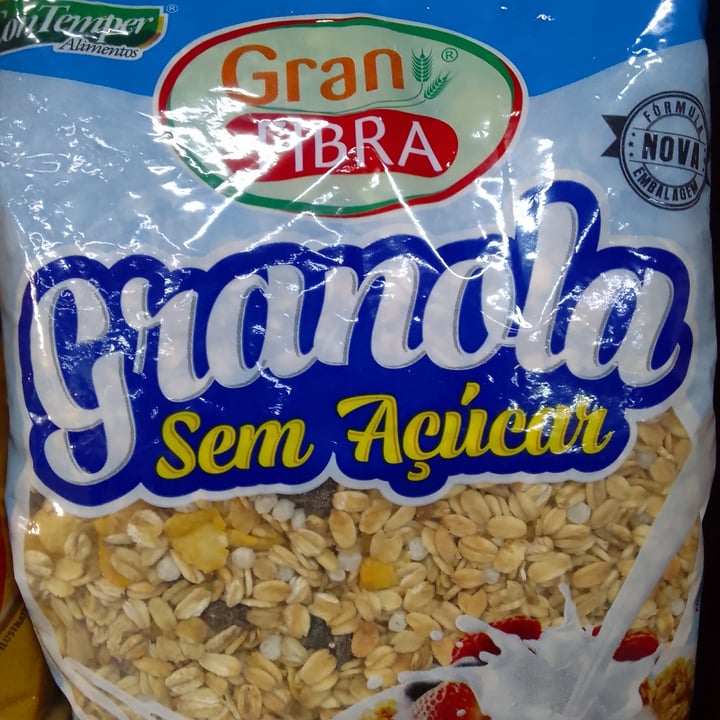 ConTemper®
Alimentos
Gran®
FIBRA
FÓRMULA
NOVA
EMBALAGEM
granola
Sem Açúcar